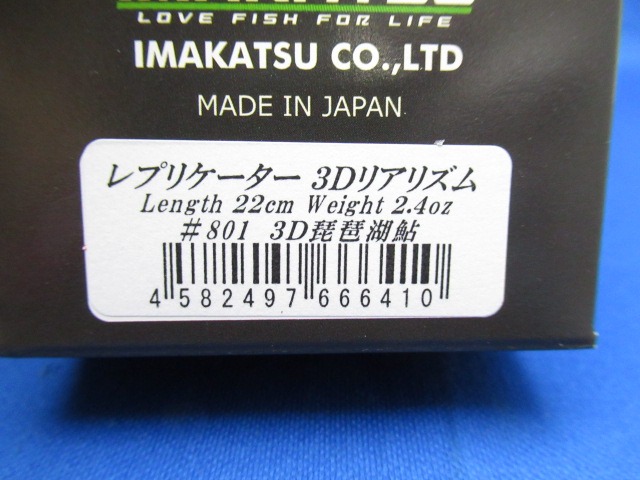 LOVE FISH FOR LIFE
IMAKATSU CO.,LTD
MADE IN JAPAN
レプリケーター 3Dリアリズム
Length 22cm Weight 2.4oz
#801 3D琵琶湖鮎
4 582497 666410